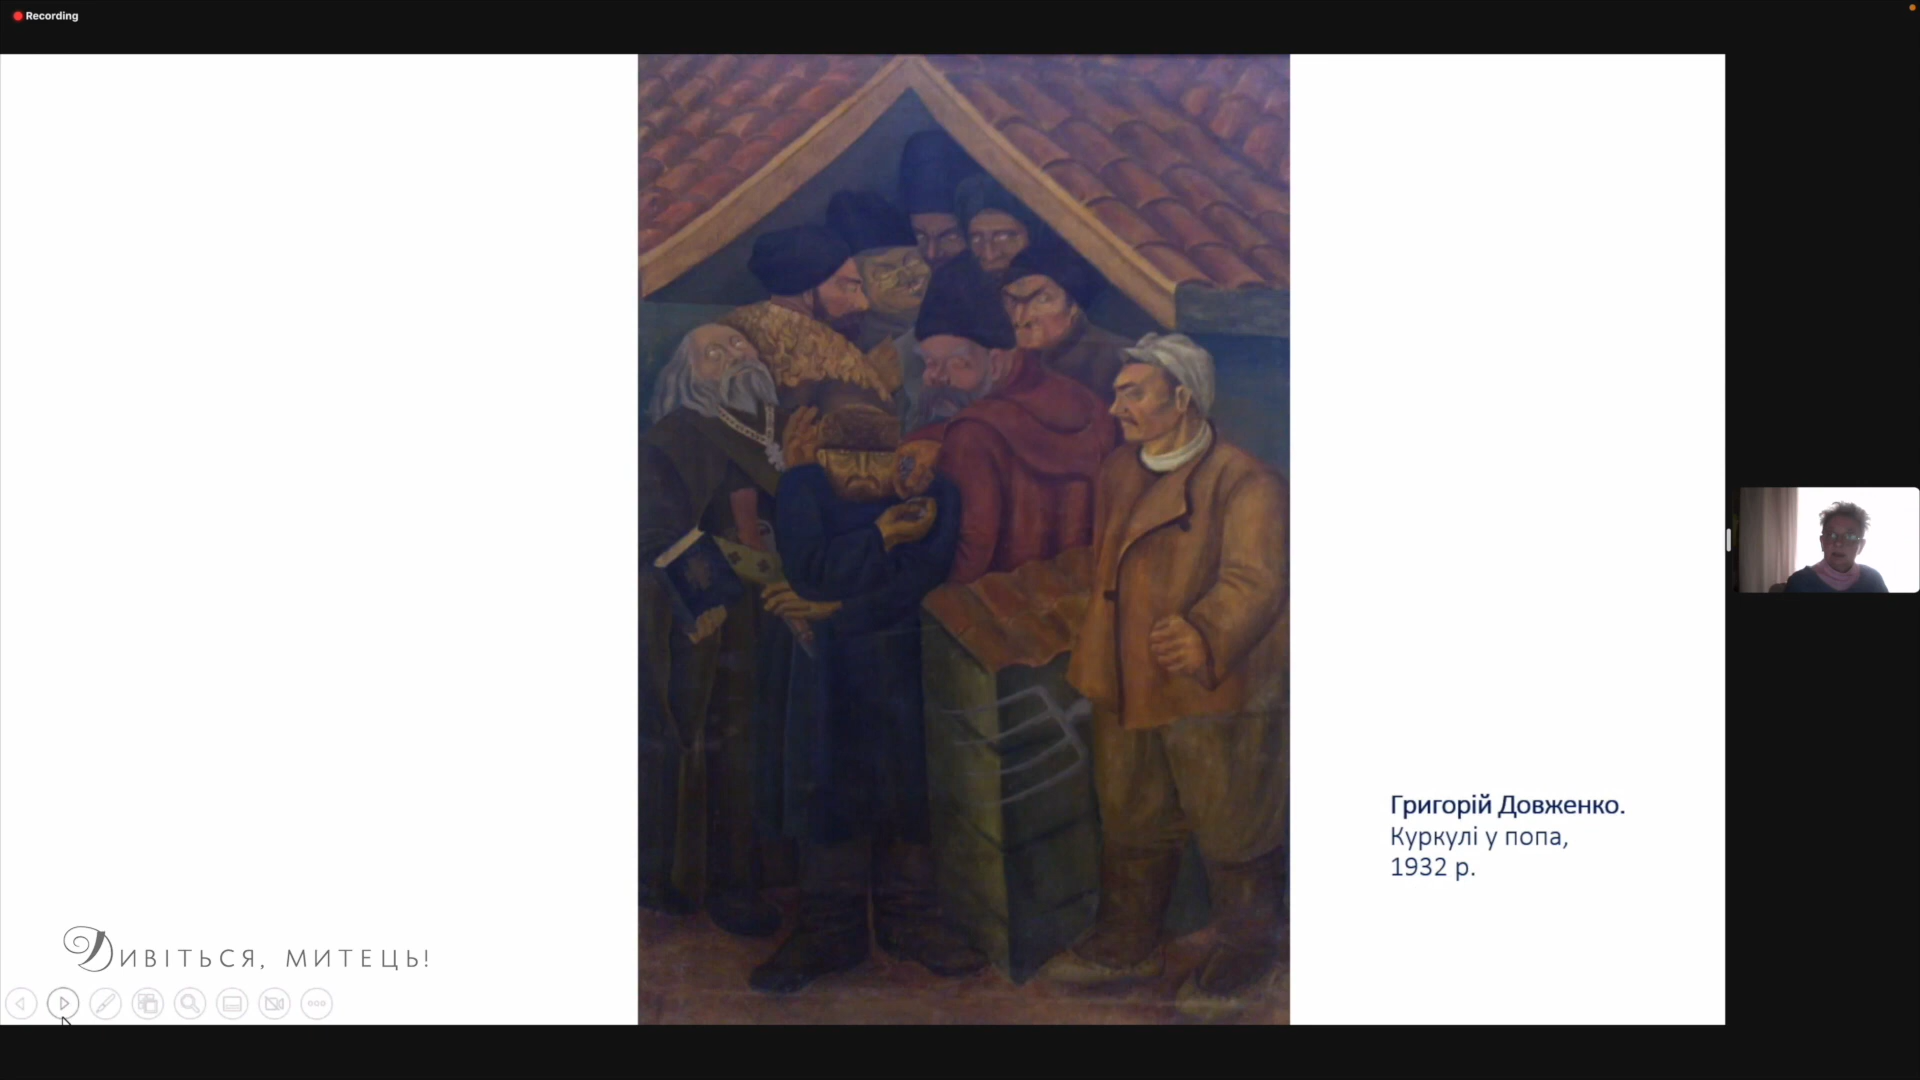 Recording
Григорій Довженко.
Куркулі у попа,
1932 р.
Дивіться, митець!